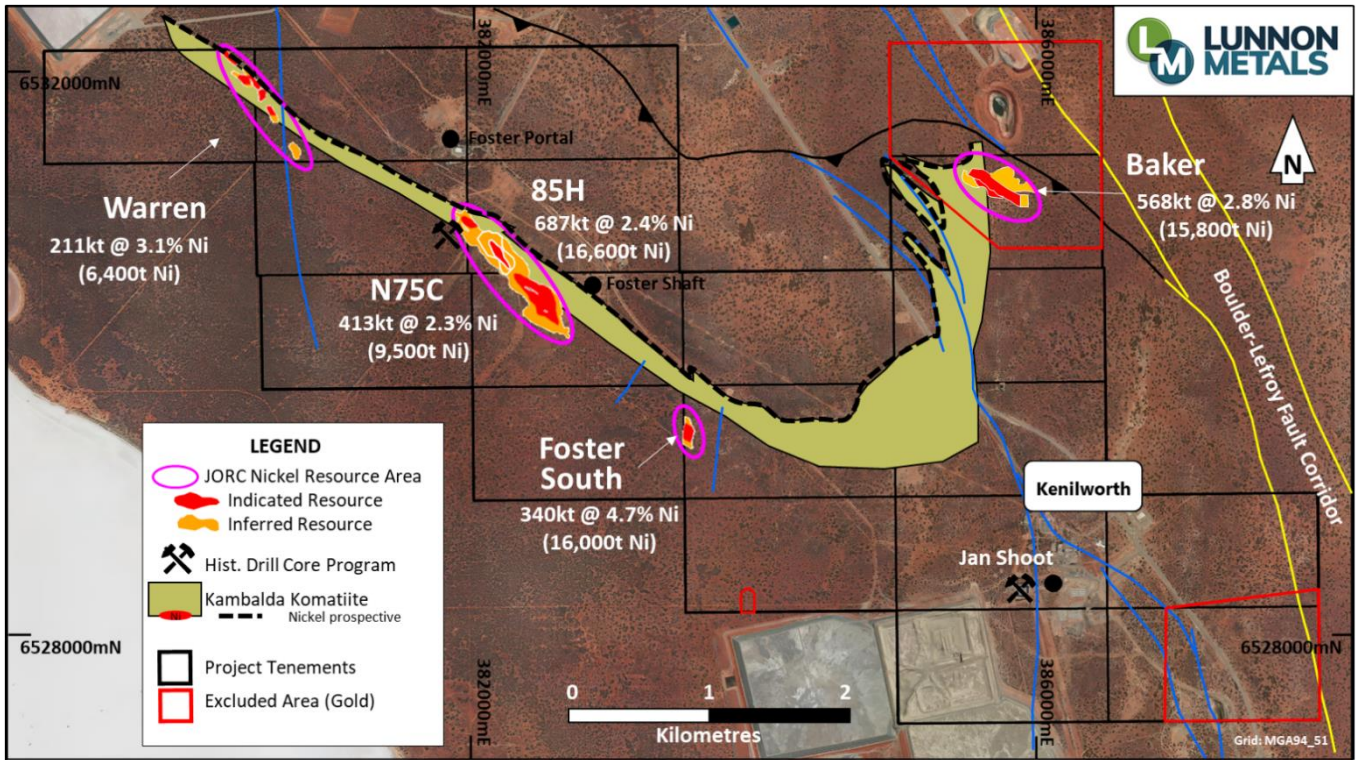 LM
LUNNON
METALS
382000mE
386000mE
6532000mN
Foster Portal
N
Baker
568kt @ 2.8% Ni
(15,800t Ni)
Warren
211kt @ 3.1% Ni
(6,400t Ni)
85H
687kt @ 2.4% Ni
(16,600t Ni)
Foster Shaft
N75C
413kt @ 2.3% Ni
(9,500t Ni)
Boulder-Lefroy Fault Corridor
Foster
South
340kt @ 4.7% Ni
(16,000t Ni)
Kenilworth
Jan Shoot
LEGEND
JORC Nickel Resource Area
Indicated Resource
Inferred Resource
Hist. Drill Core Program
Kambalda Komatiite
Ni
Nickel prospective
Project Tenements
Excluded Area (Gold)
6528000mN
6528000mN
382000mE
386000mE
0 1 2
Kilometres
Grid: MGA94_51